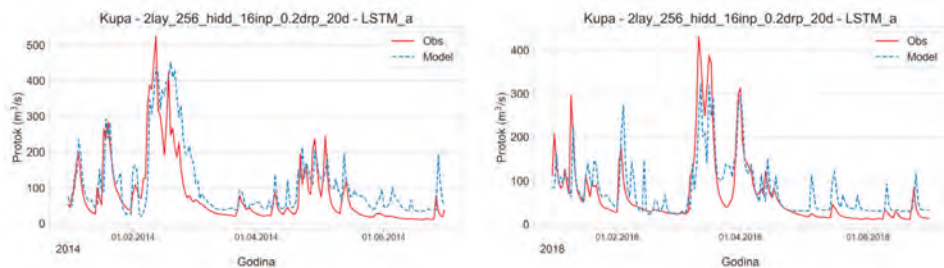 Kupa - 2lay_256_hidd_16inp_0.2drp_20d - LSTM_a
Obs
Model
500
400
300
200
100
0
Protok (m³/s)
01.02.2014
01.04.2014
01.06.2014
2014
Godina
Kupa - 2lay_256_hidd_16inp_0.2drp_20d - LSTM_a
Obs
Model
400
300
200
100
0
Protok (m³/s)
01.02.2018
01.04.2018
01.06.2018
2018
Godina